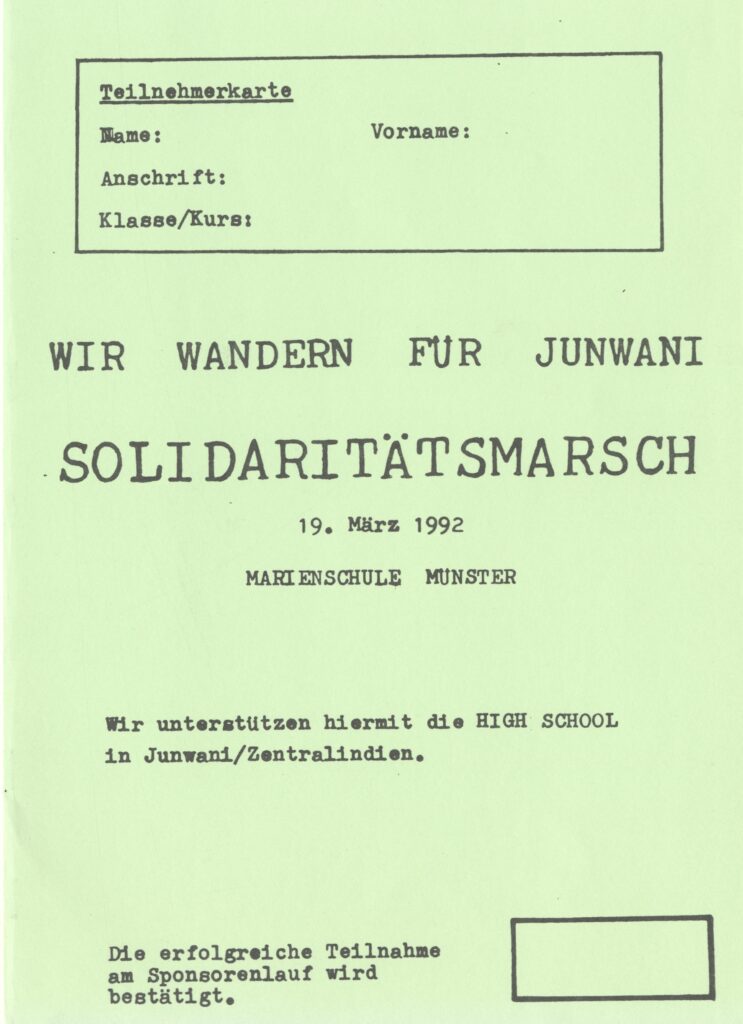 Teilnehmerkarte
Name: Vorname:
Anschrift:
Klasse/Kurs:
WIR WANDERN FÜR JUNWANI
SOLIDARITÄTSMARSCH
19. März 1992
MARIENSCHULE MÜNSTER
Wir unterstützen hiermit die HIGH SCHOOL
in Junwani/Zentralindien.
Die erfolgreiche Teilnahme
am Sponsorenlauf wird
bestätigt.